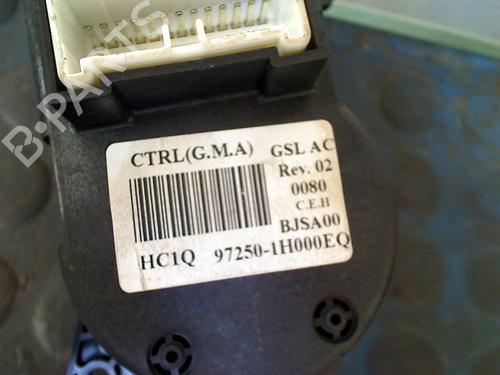 B-PARTS
CTRL(G.M.A) GSL AC
Rev. 02
0080
C.E.H
BJSA00
HC1Q 97250-1H000EQ